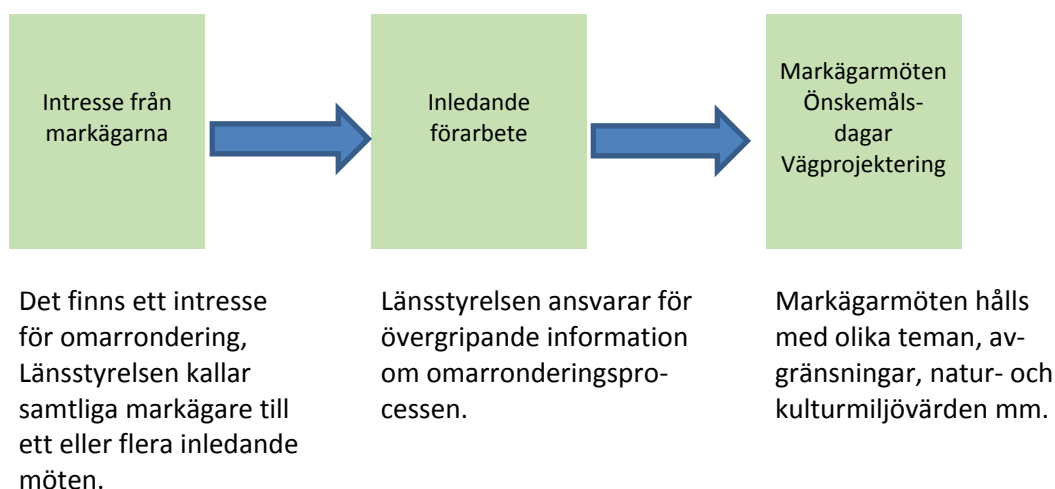 Intresse från
markägarna
Inledande
förarbete
Markägarmöten
Önskemåls-
dagar
Vägprojektering
Det finns ett intresse
för omarrondering,
Länsstyrelsen kallar
samtliga markägare till
ett eller flera inledande
möten.
Länsstyrelsen ansvarar för
övergripande information
om omarronderingspro-
cessen.
Markägarmöten hålls
med olika teman, av-
gränsningar, natur- och
kulturmiljövärden mm.